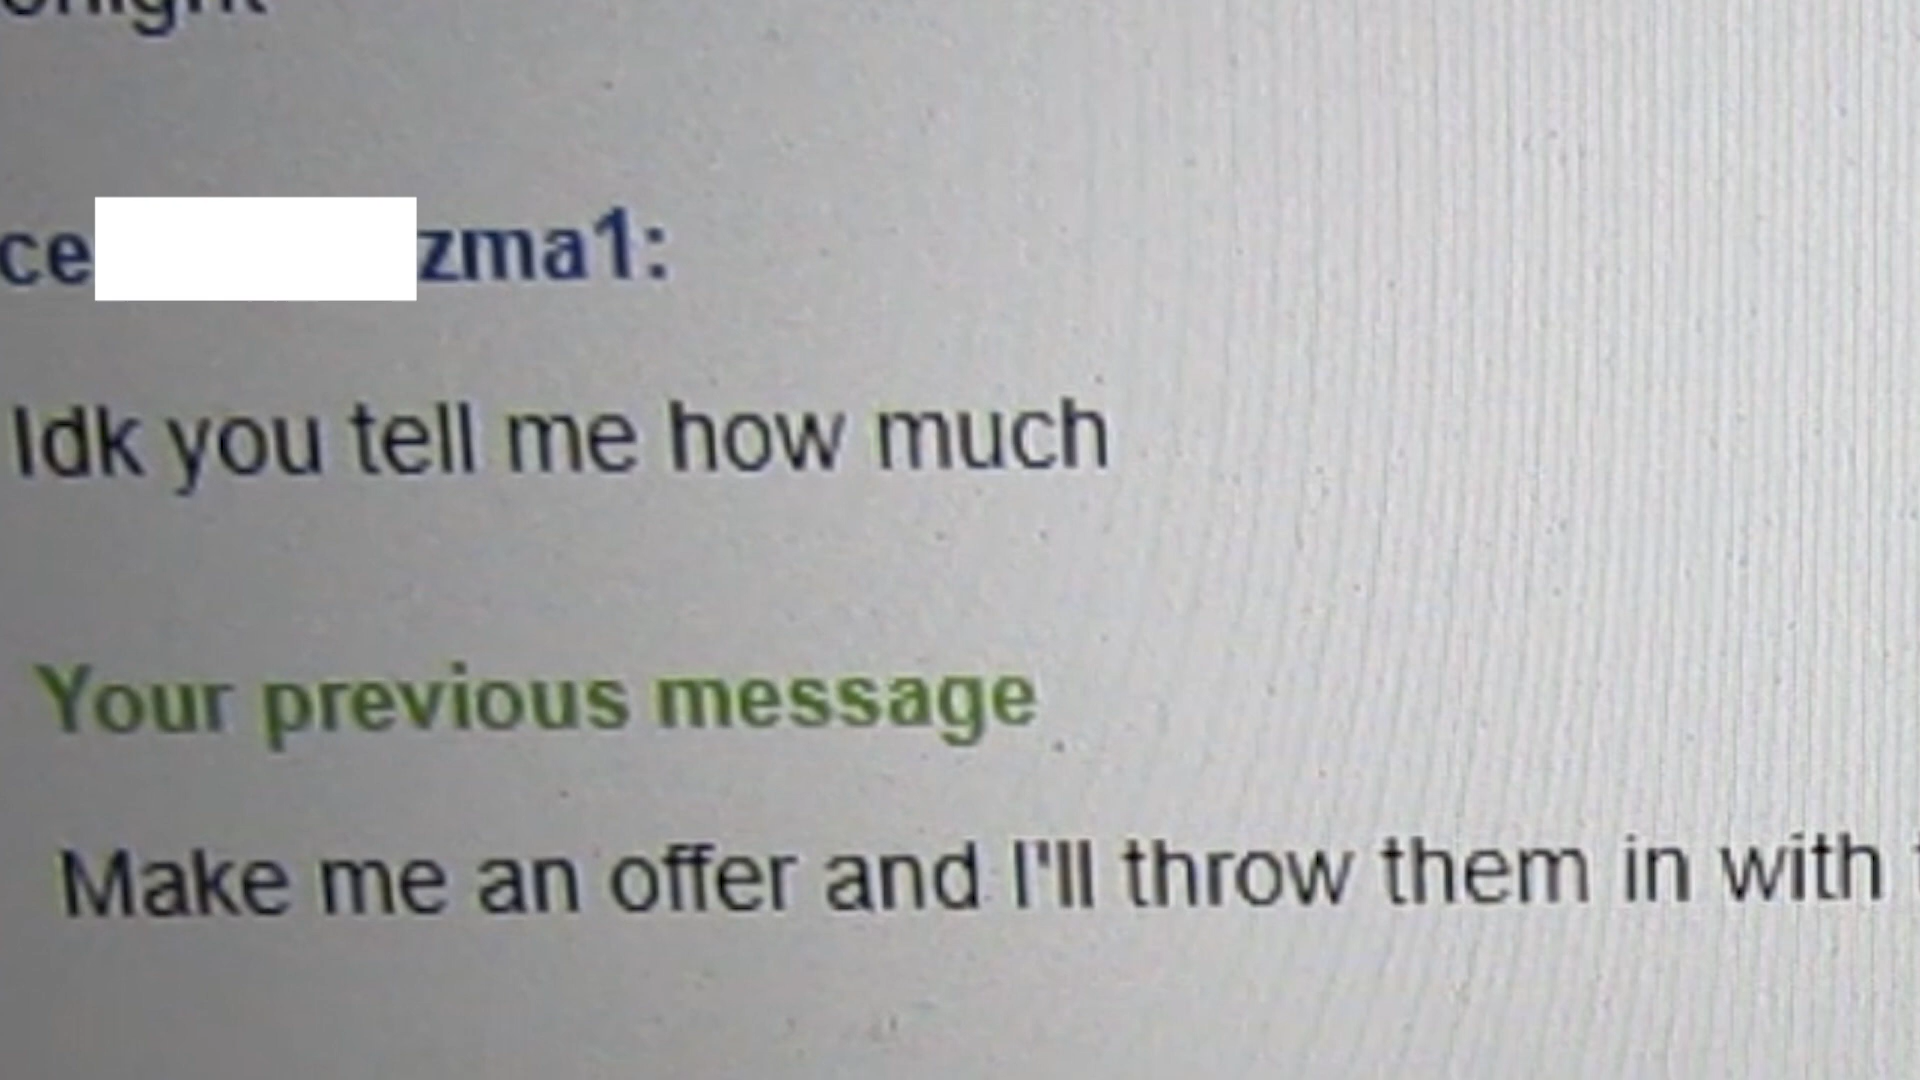 ce zma1:
Idk you tell me how much
Your previous message
Make me an offer and I'll throw them in with